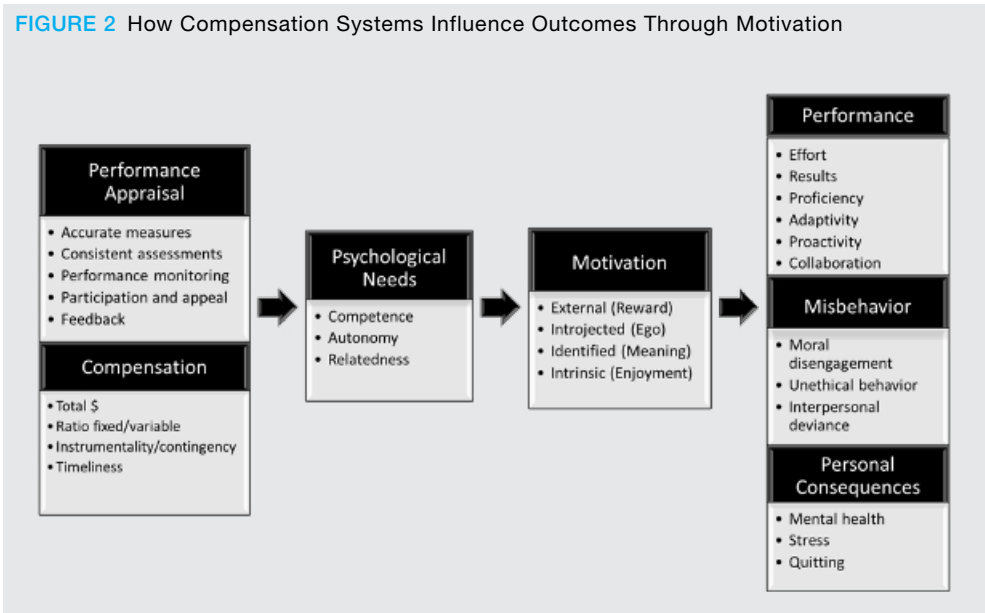 FIGURE 2 How Compensation Systems Influence Outcomes Through Motivation
Performance
Appraisal
• Accurate measures
• Consistent assessments
• Performance monitoring
• Participation and appeal
• Feedback
Compensation
• Total $
• Ratio fixed/variable
• Instrumentality/contingency
• Timeliness
Psychological
Needs
• Competence
• Autonomy
• Relatedness
Motivation
• External (Reward)
• Introjected (Ego)
• Identified (Meaning)
• Intrinsic (Enjoyment)
Performance
• Effort
• Results
• Proficiency
• Adaptivity
• Proactivity
• Collaboration
Misbehavior
• Moral
disengagement
• Unethical behavior
• Interpersonal
deviance
Personal
Consequences
• Mental health
• Stress
• Quitting